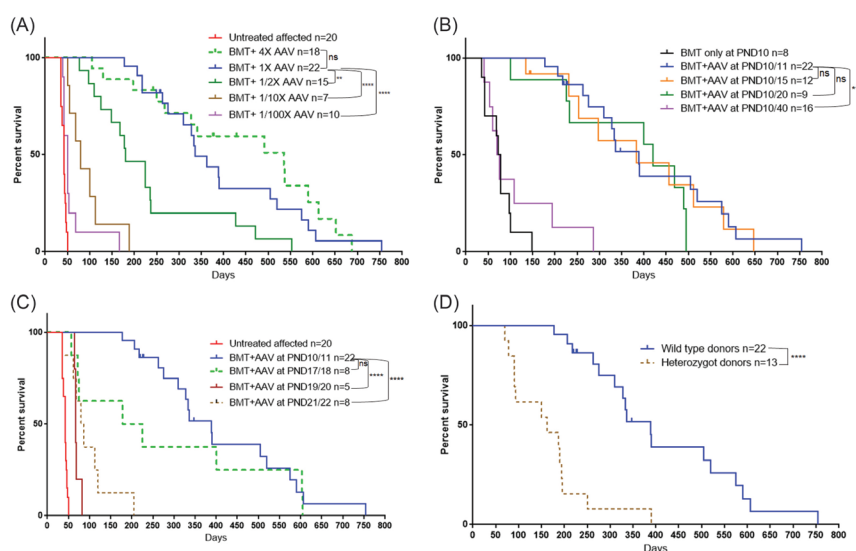 (A)
Untreated affected n=20
BMT+ 4X AAV n=18
BMT+ 1X AAV n=22
BMT+ 1/2X AAV n=15
BMT+ 1/10X AAV n=7
BMT+ 1/100X AAV n=10
ns
**
****
****
Percent survival
100
50
0
0 50 100 150 200 250 300 350 400 450 500 550 600 650 700 750 800
Days
(B)
BMT only at PND10 n=8
BMT+AAV at PND10/11 n=22
BMT+AAV at PND10/15 n=12
BMT+AAV at PND10/20 n=9
BMT+AAV at PND10/40 n=16
ns
ns
*
Percent survival
100
50
0
0 50 100 150 200 250 300 350 400 450 500 550 600 650 700 750 800
Days
(C)
Untreated affected n=20
BMT+AAV at PND10/11 n=22
BMT+AAV at PND17/18 n=8
BMT+AAV at PND19/20 n=5
BMT+AAV at PND21/22 n=8
ns
****
****
Percent survival
100
50
0
0 50 100 150 200 250 300 350 400 450 500 550 600 650 700 750 800
Days
(D)
Wild type donors n=22
Heterozygot donors n=13
****
Percent survival
100
50
0
0 50 100 150 200 250 300 350 400 450 500 550 600 650 700 750 800
Days